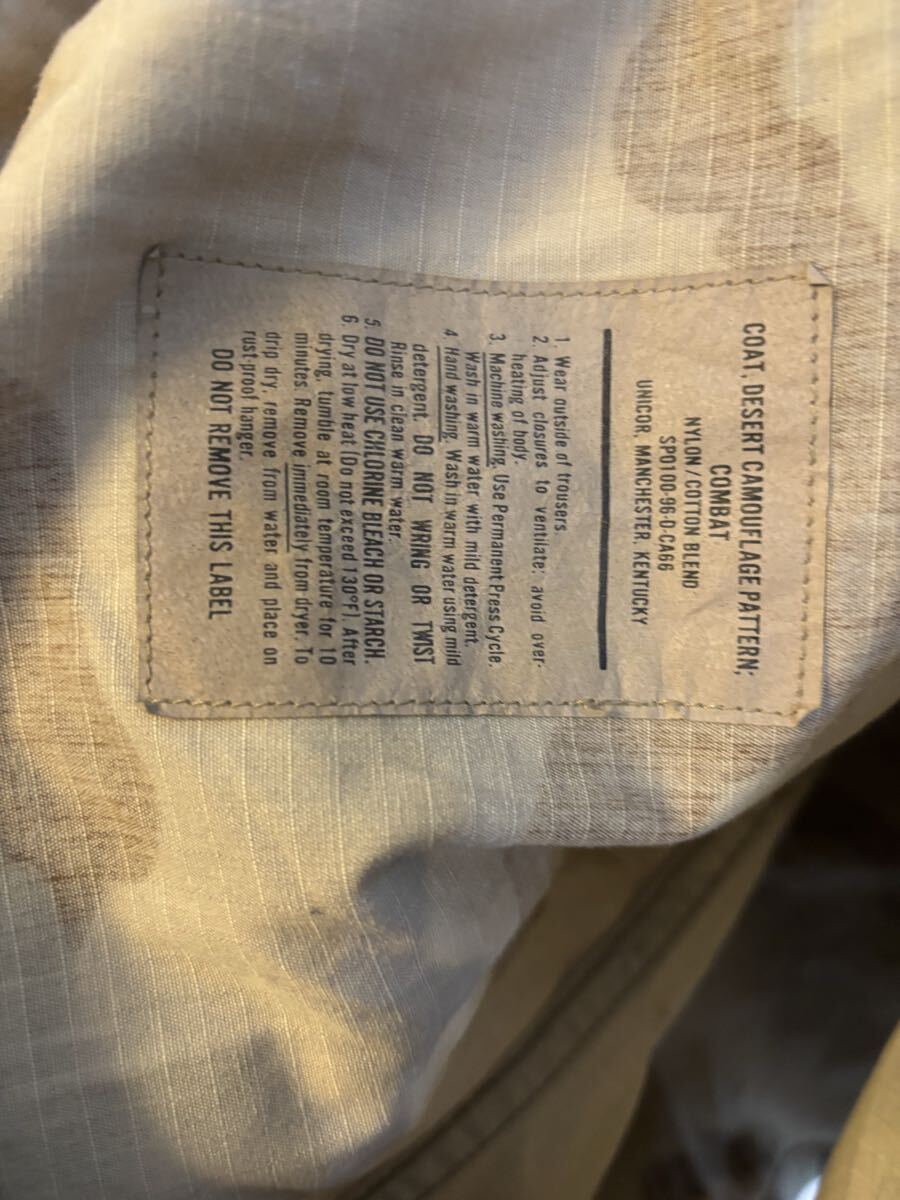 COAT, DESERT CAMOUFLAGE PATTERN;
COMBAT
NYLON/COTTON BLEND
SPO100-96-D-CA66
UNICOR, MANCHESTER, KENTUCKY
1. Wear outside of trousers.
2. Adjust closures to ventilate; avoid over-
heating of body.
3. Machine washing. Use Permanent Press Cycle.
Wash in warm water with mild detergent.
4. Hand washing. Wash in warm water using mild
detergent. DO NOT WRING OR TWIST
Rinse in clean warm water.
5. DO NOT USE CHLORINE BLEACH OR STARCH.
6. Dry at low heat (Do not exceed 130°F). After
drying, tumble at room temperature for 10
minutes. Remove immediately from dryer. To
drip dry, remove from water and place on
rust-proof hanger.
DO NOT REMOVE THIS LABEL